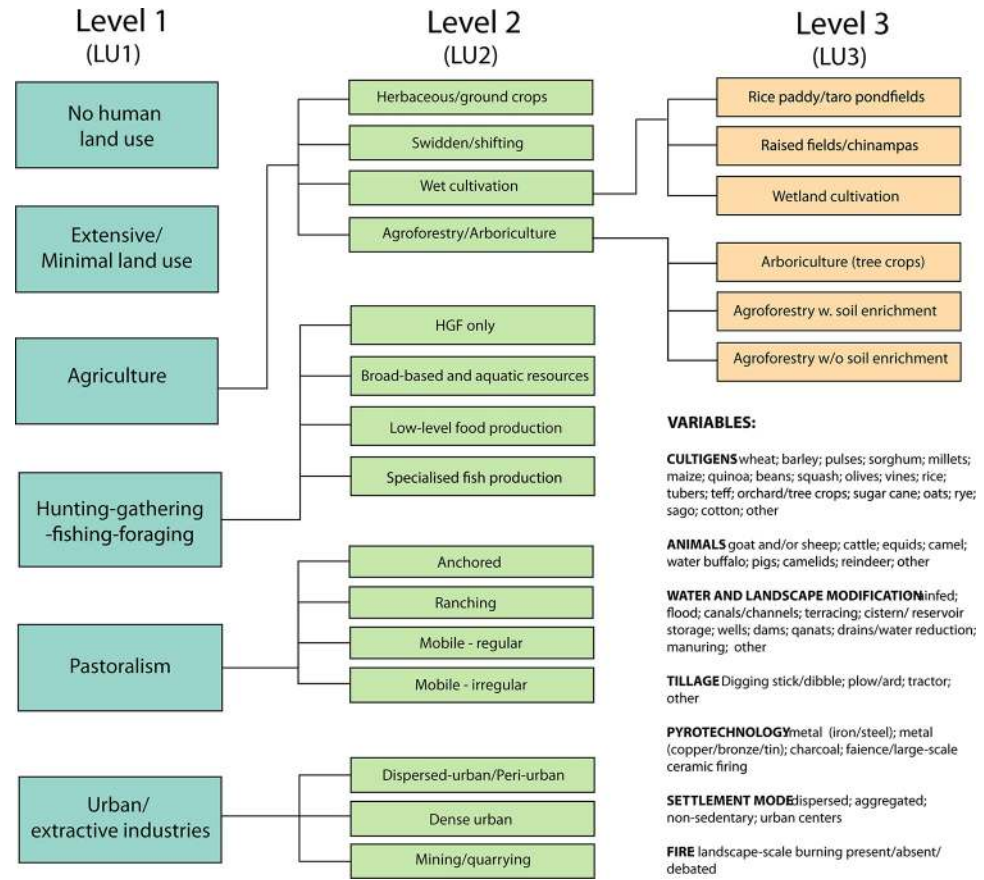 Level 1
(LU1)
No human
land use
Extensive/
Minimal land use
Agriculture
Hunting-gathering
-fishing-foraging
Pastoralism
Urban/
extractive industries
Level 2
(LU2)
Herbaceous/ground crops
Swidden/shifting
Wet cultivation
Agroforestry/Arboriculture
HGF only
Broad-based and aquatic resources
Low-level food production
Specialised fish production
Anchored
Ranching
Mobile - regular
Mobile - irregular
Dispersed-urban/Peri-urban
Dense urban
Mining/quarrying
Level 3
(LU3)
Rice paddy/taro pondfields
Raised fields/chinampas
Wetland cultivation
Arboriculture (tree crops)
Agroforestry w. soil enrichment
Agroforestry w/o soil enrichment
VARIABLES:
CULTIGENS wheat; barley; pulses; sorghum; millets;
maize; quinoa; beans; squash; olives; vines; rice;
tubers; teff; orchard/tree crops; sugar cane; oats; rye;
sago; cotton; other
ANIMALS goat and/or sheep; cattle; equids; camel;
water buffalo; pigs; camelids; reindeer; other
WATER AND LANDSCAPE MODIFICATION
flood; canals/channels; terracing; cistern/ reservoir
storage; wells; dams; qanats; drains/water reduction;
manuring; other
TILLAGE Digging stick/dibble; plow/ard; tractor;
other
PYROTECHNOLOGY metal (iron/steel); metal
(copper/bronze/tin); charcoal; faience/large-scale
ceramic firing
SETTLEMENT MODE dispersed; aggregated;
non-sedentary; urban centers
FIRE landscape-scale burning present/absent/
debated